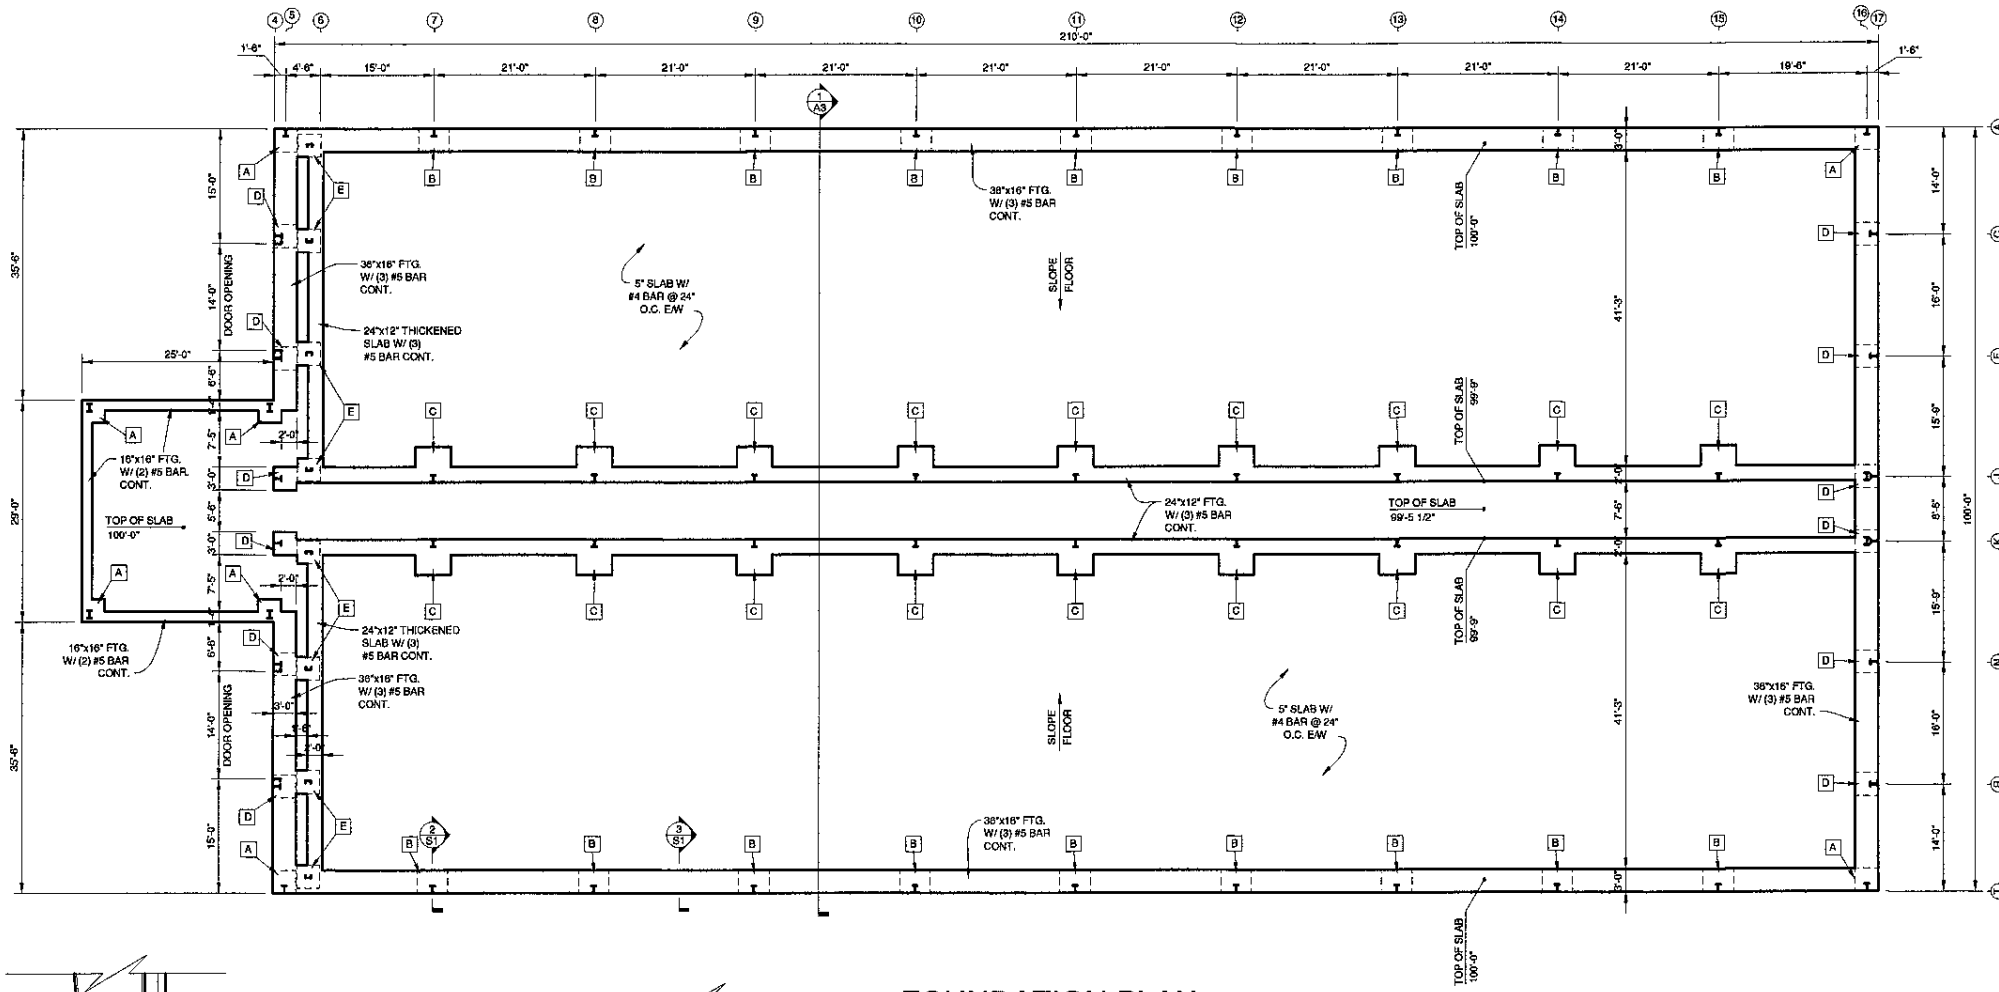 4 5 6 7 8 9 10 11 12 13 14 15 16 17
210'-0"
1'-6" 4'-6" 15'-0" 21'-0" 21'-0" 21'-0" 21'-0" 21'-0" 21'-0" 21'-0" 21'-0" 19'-6" 1'-6"
1
A3
A
D
E
B B B B B B B B B
A
36"x16" FTG.
W/ (3) #5 BAR
CONT.
TOP OF SLAB
100'-0"
3'-0"
14'-0"
15'-0"
35'-6"
C
D
36"x16" FTG.
W/ (3) #5 BAR
CONT.
5" SLAB W/
#4 BAR @ 24"
O.C. E/W
SLOPE
FLOOR
41'-3"
16'-0"
DOOR OPENING
14'-0"
D
24"x12" THICKENED
SLAB W/ (3)
#5 BAR CONT.
D
25'-0"
6'-6"
E
C C C C C C C C C
TOP OF SLAB
99'-9"
15'-9"
A
A
7'-5"
2'-0"
16"x16" FTG.
W/ (2) #5 BAR
CONT.
D
3'-0"
2'-0"
D
24"x12" FTG.
W/ (3) #5 BAR
CONT.
TOP OF SLAB
99'-5 1/2"
7'-6"
8'-6"
100'-0"
29'-0"
TOP OF SLAB
100'-0"
5'-6"
D
D
3'-0"
2'-0"
K
A
A
7'-5"
2'-0"
E
C C C C C C C C C
TOP OF SLAB
99'-9"
15'-9"
24"x12" THICKENED
SLAB W/ (3)
#5 BAR CONT.
D
6'-6"
16"x16" FTG.
W/ (2) #5 BAR
CONT.
36"x16" FTG.
W/ (3) #5 BAR
CONT.
D
3'-0"
DOOR OPENING
14'-0"
1'-6"
2'-0"
SLOPE
FLOOR
5" SLAB W/
#4 BAR @ 24"
O.C. E/W
41'-3"
36"x16" FTG.
W/ (3) #5 BAR
CONT.
16'-0"
35'-6"
D
D
E
15'-0"
2
S1
3
S1
36"x16" FTG.
W/ (3) #5 BAR
CONT.
14'-0"
A
B B B B B B B B B
A
3'-0"
TOP OF SLAB
100'-0"
FOUNDATION PLAN